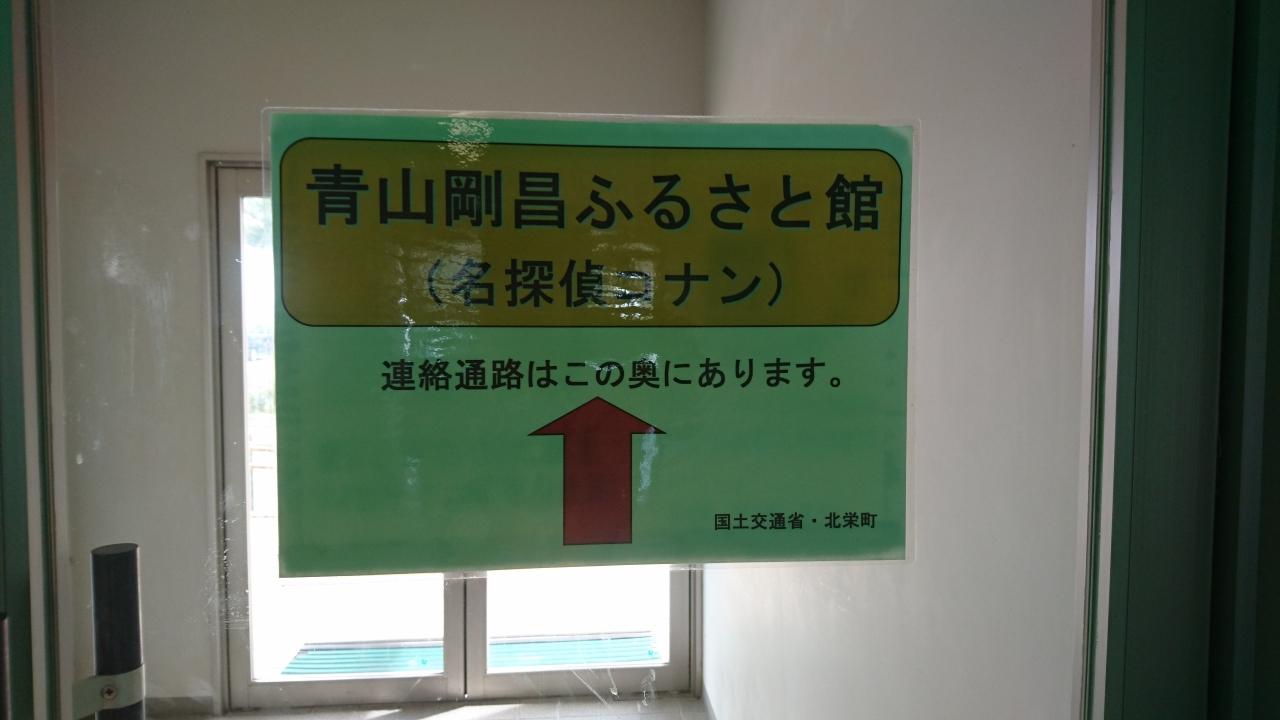 青山剛昌ふるさと館
（名探偵コナン）
連絡通路はこの奥にあります。
国土交通省・北栄町